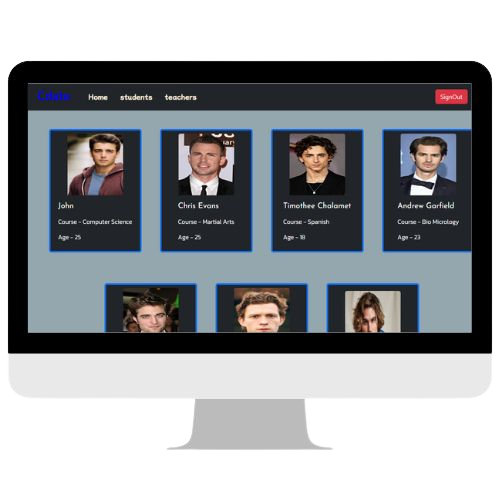 Home students teachers SignOut
John
Course - Computer Science
Age - 25
Chris Evans
Course - Martial Arts
Age - 25
Timothee Chalamet
Course - Spanish
Age - 18
Andrew Garfield
Course - Bio Micrology
Age - 23